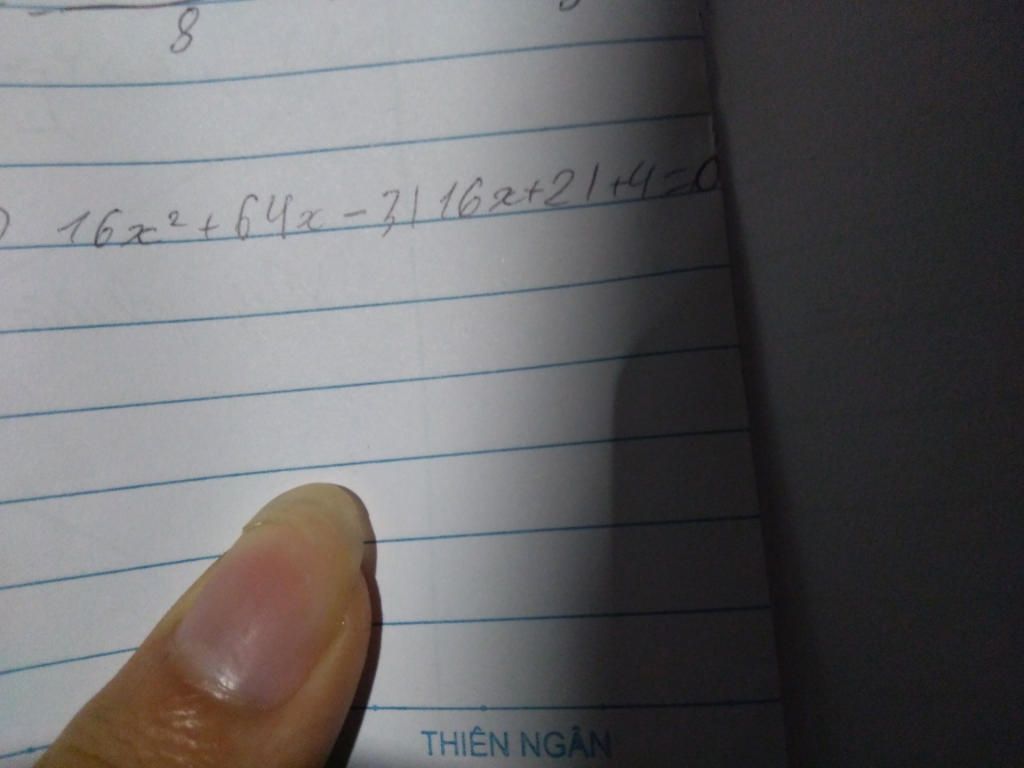 8
) 16x² + 64x - 3|16x+2|+4=0
THIÊN NGÂN